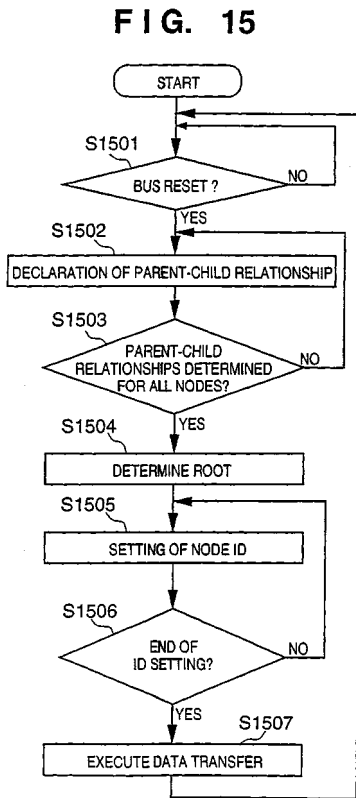 FIG. 15
START
S1501
BUS RESET ?
NO
YES
S1502
DECLARATION OF PARENT-CHILD RELATIONSHIP
S1503
PARENT-CHILD
RELATIONSHIPS DETERMINED
FOR ALL NODES?
NO
YES
S1504
DETERMINE ROOT
S1505
SETTING OF NODE ID
S1506
END OF
ID SETTING?
NO
YES
S1507
EXECUTE DATA TRANSFER